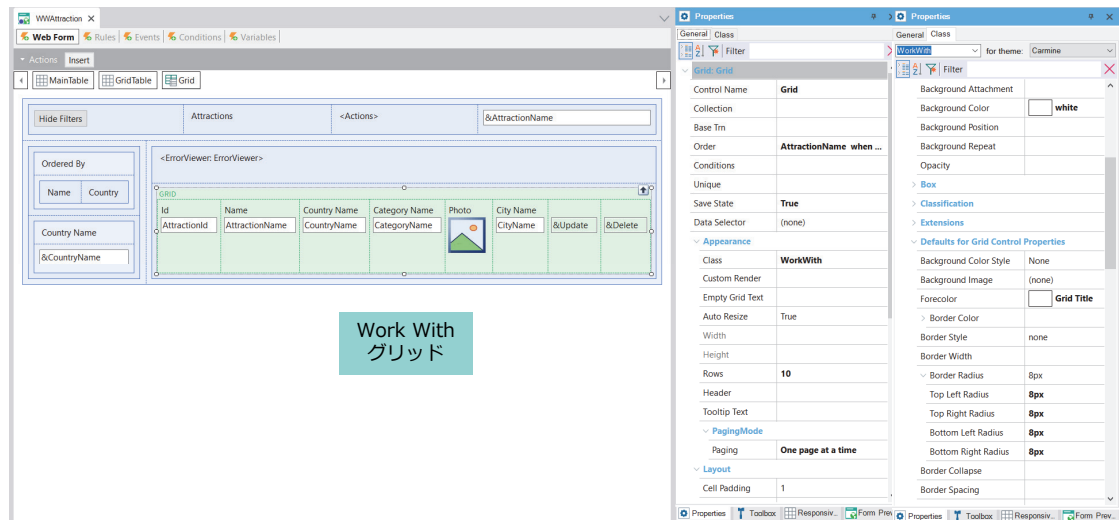 WWAttraction
Web Form
Rules
Events
Conditions
Variables
Actions Insert
MainTable
GridTable
Grid
Hide Filters
Attractions
<Actions>
&AttractionName
Ordered By
Name
Country
Country Name
&CountryName
<ErrorViewer: ErrorViewer>
GRID
Id
Name
Country Name
Category Name
Photo
City Name
AttractionId
AttractionName
CountryName
CategoryName
CityName
&Update
&Delete
Work With
グリッド
Properties
General Class
Filter
Grid: Grid
Control Name Grid
Collection
Base Trn
Order AttractionName when ...
Conditions
Unique
Save State True
Data Selector (none)
Appearance
Class WorkWith
Custom Render
Empty Grid Text
Auto Resize True
Width
Height
Rows 10
Header
Tooltip Text
PagingMode
Paging One page at a time
Layout
Cell Padding 1
Properties Toolbox Responsiv... Form Prev
Properties
General Class
WorkWith for theme: Carmine
Filter
Background Attachment
Background Color white
Background Position
Background Repeat
Opacity
Box
Classification
Extensions
Defaults for Grid Control Properties
Background Color Style None
Background Image (none)
Forecolor Grid Title
Border Color
Border Style none
Border Width
Border Radius 8px
Top Left Radius 8px
Top Right Radius 8px
Bottom Left Radius 8px
Bottom Right Radius 8px
Border Collapse
Border Spacing
Properties Toolbox Responsiv... Form Prev...